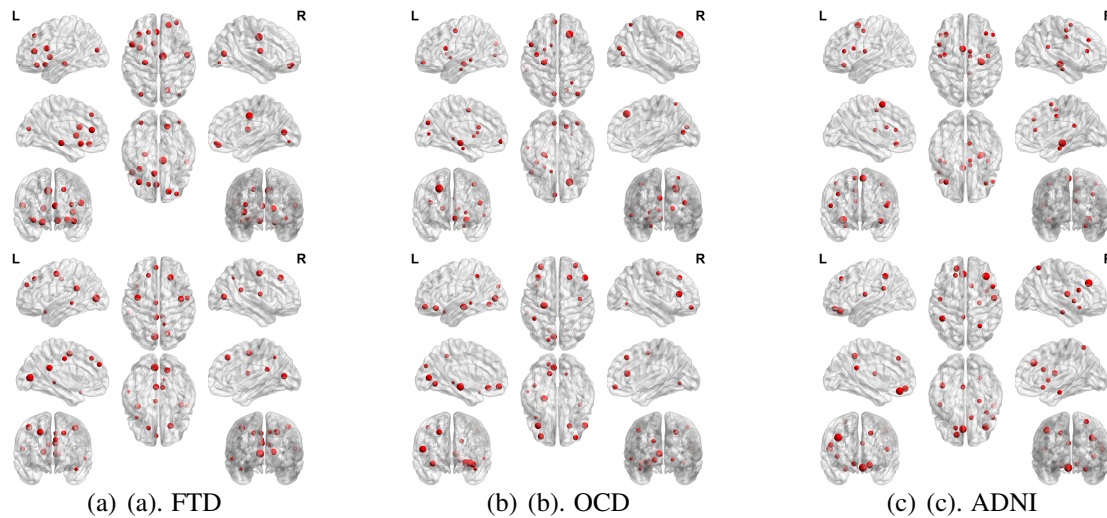 L R L R L R
L R L R L R
(a) (a). FTD (b) (b). OCD (c) (c). ADNI